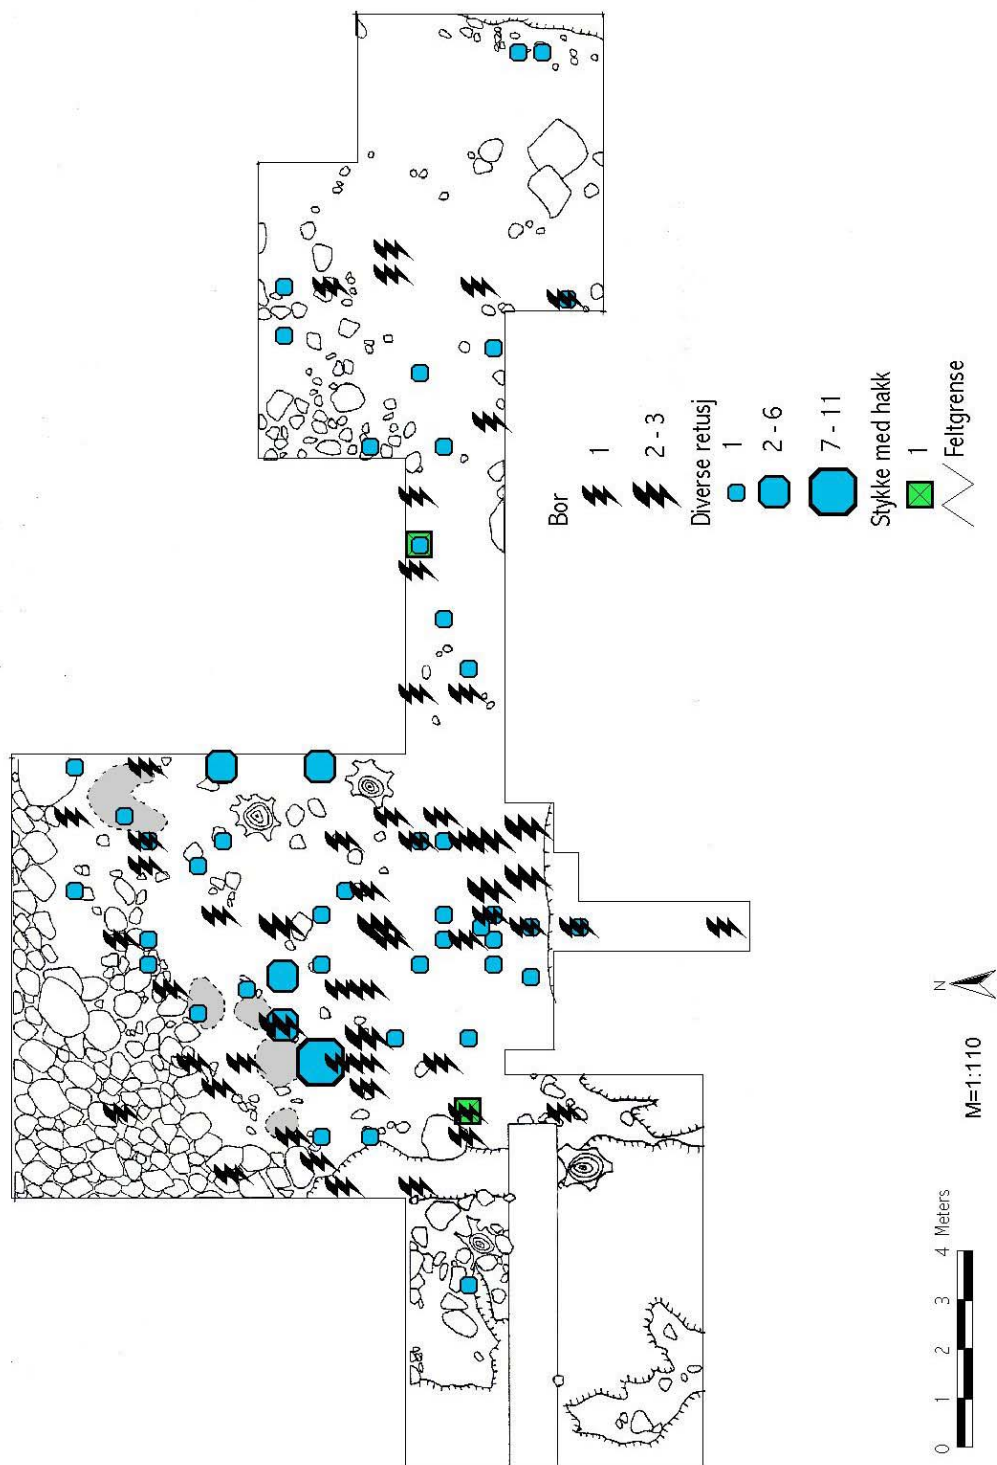 Bor
1
2 - 3
Diverse retusj
1
2 - 6
7 - 11
Stykke med hakk
1
Feltgrense
N
M=1:110
0 1 2 3 4 Meters